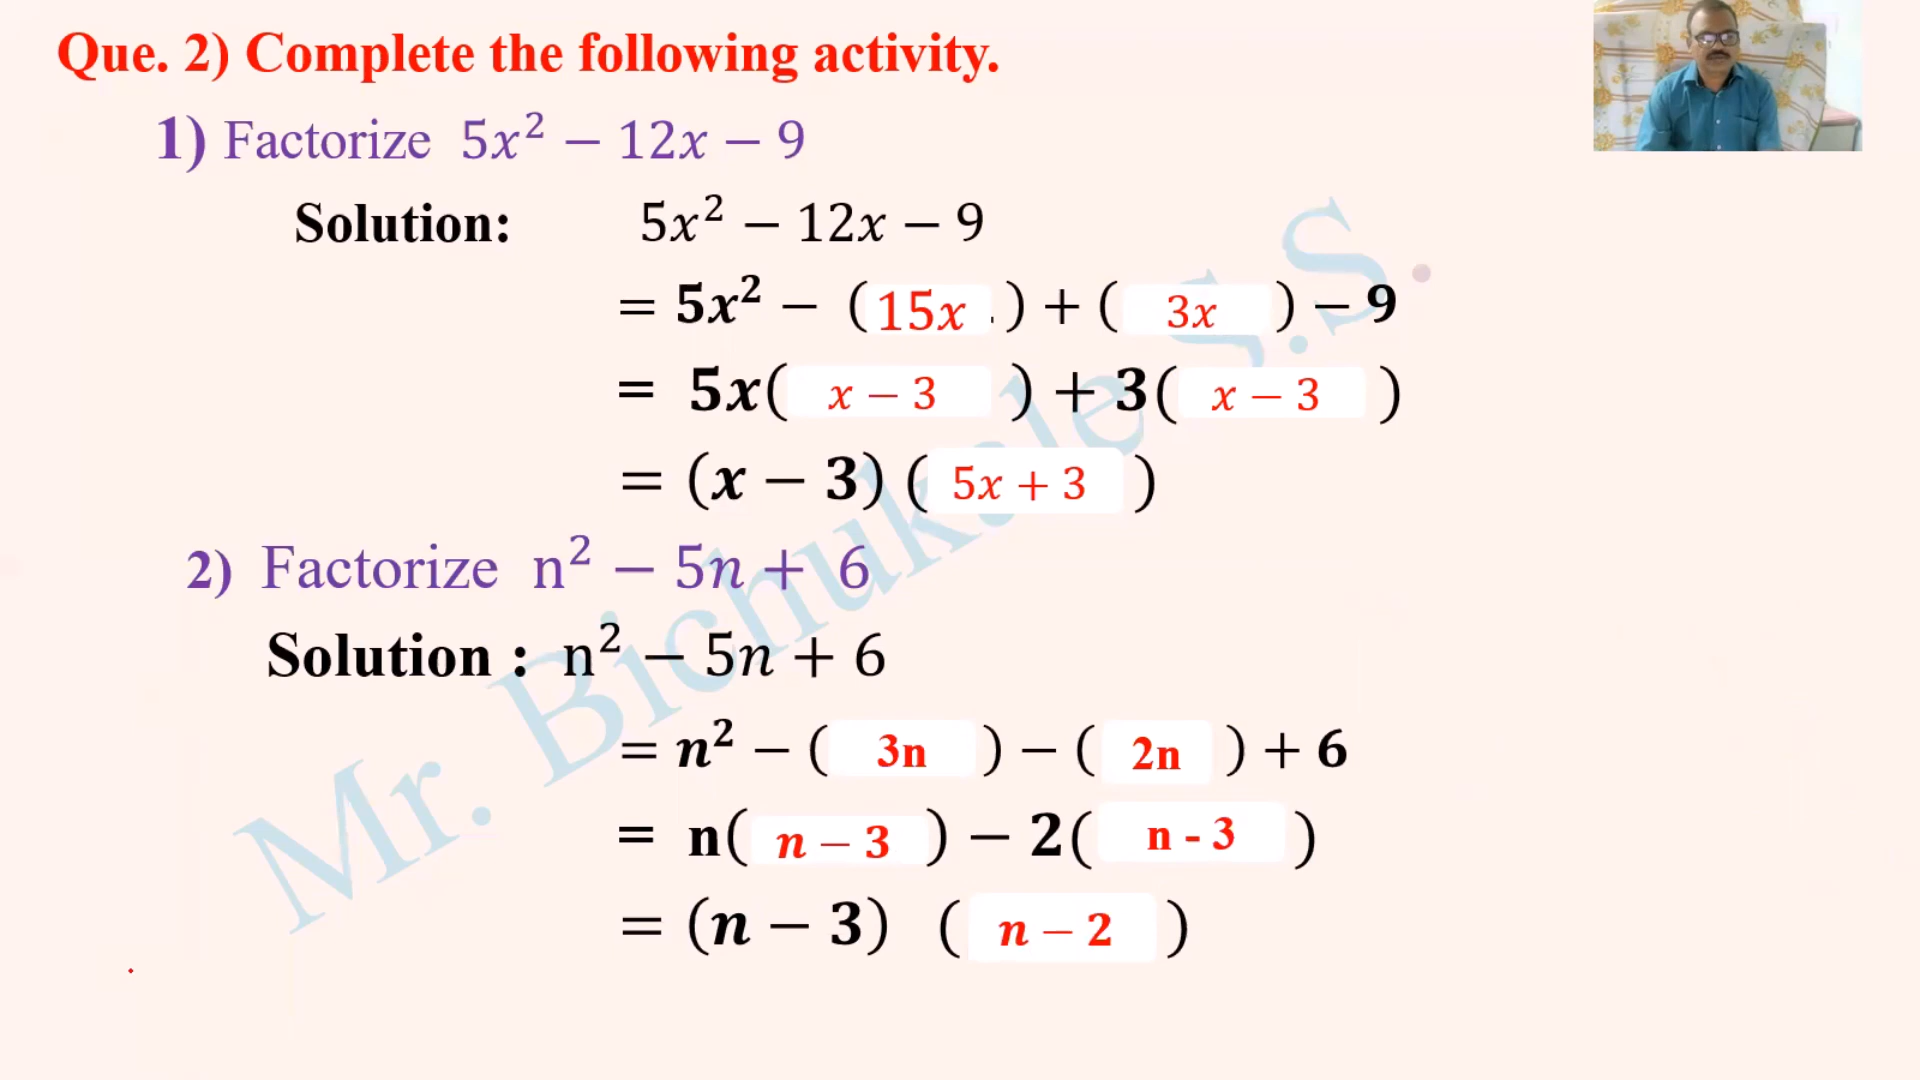 Que. 2) Complete the following activity.
1) Factorize 5x² − 12x − 9
Solution: 5x² − 12x − 9
= 5x² − (15x .) + (3x) − 9
= 5x(x − 3) + 3(x − 3)
= (x − 3) (5x + 3)
2) Factorize n² − 5n + 6
Solution : n² − 5n + 6
= n² − (3n) − (2n) + 6
= n(n − 3) − 2(n - 3)
= (n − 3) (n − 2)
Mr. Bichukale S.S.